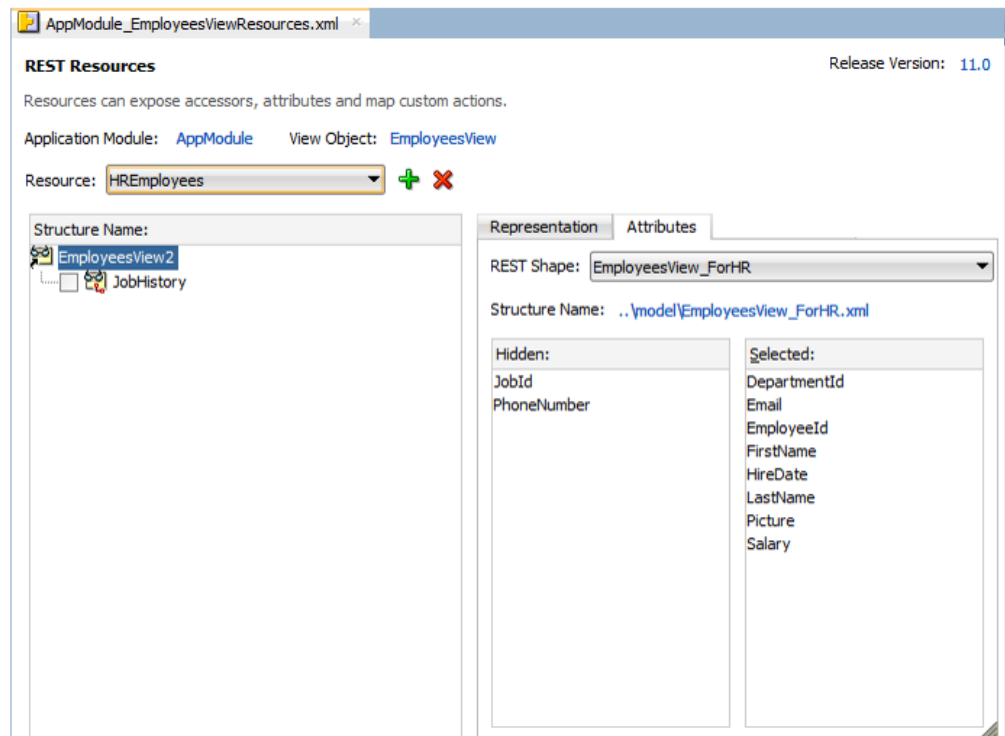 AppModule_EmployeesViewResources.xml
REST Resources
Release Version: 11.0
Resources can expose accessors, attributes and map custom actions.
Application Module: AppModule View Object: EmployeesView
Resource: HREmployees
Structure Name:
EmployeesView2
JobHistory
Representation Attributes
REST Shape: EmployeesView_ForHR
Structure Name: ..\model\EmployeesView_ForHR.xml
Hidden:
JobId
PhoneNumber
Selected:
DepartmentId
Email
EmployeeId
FirstName
HireDate
LastName
Picture
Salary